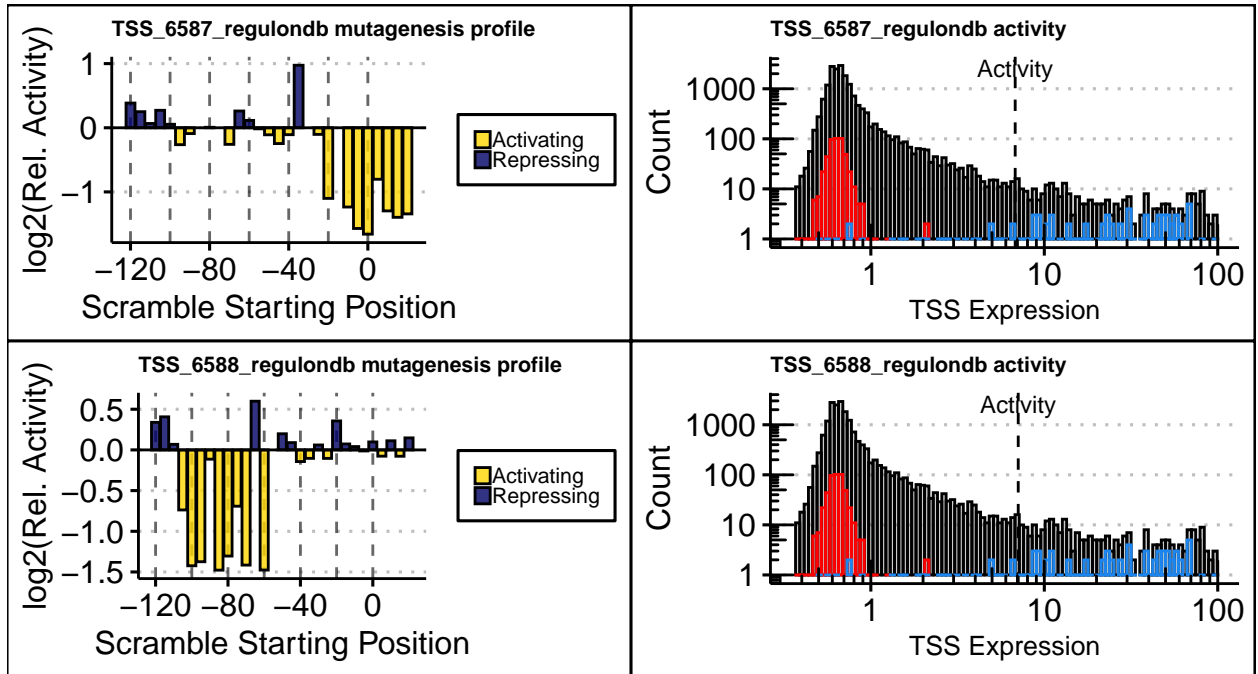 TSS_6587_regulondb mutagenesis profile
log2(Rel. Activity)
1
0
−1
−120
−80
−40
0
Scramble Starting Position
Activating
Repressing
TSS_6587_regulondb activity
Activity
Count
1000
100
10
1
1
10
100
TSS Expression
TSS_6588_regulondb mutagenesis profile
log2(Rel. Activity)
0.5
0.0
−0.5
−1.0
−1.5
−120
−80
−40
0
Scramble Starting Position
Activating
Repressing
TSS_6588_regulondb activity
Activity
Count
1000
100
10
1
1
10
100
TSS Expression